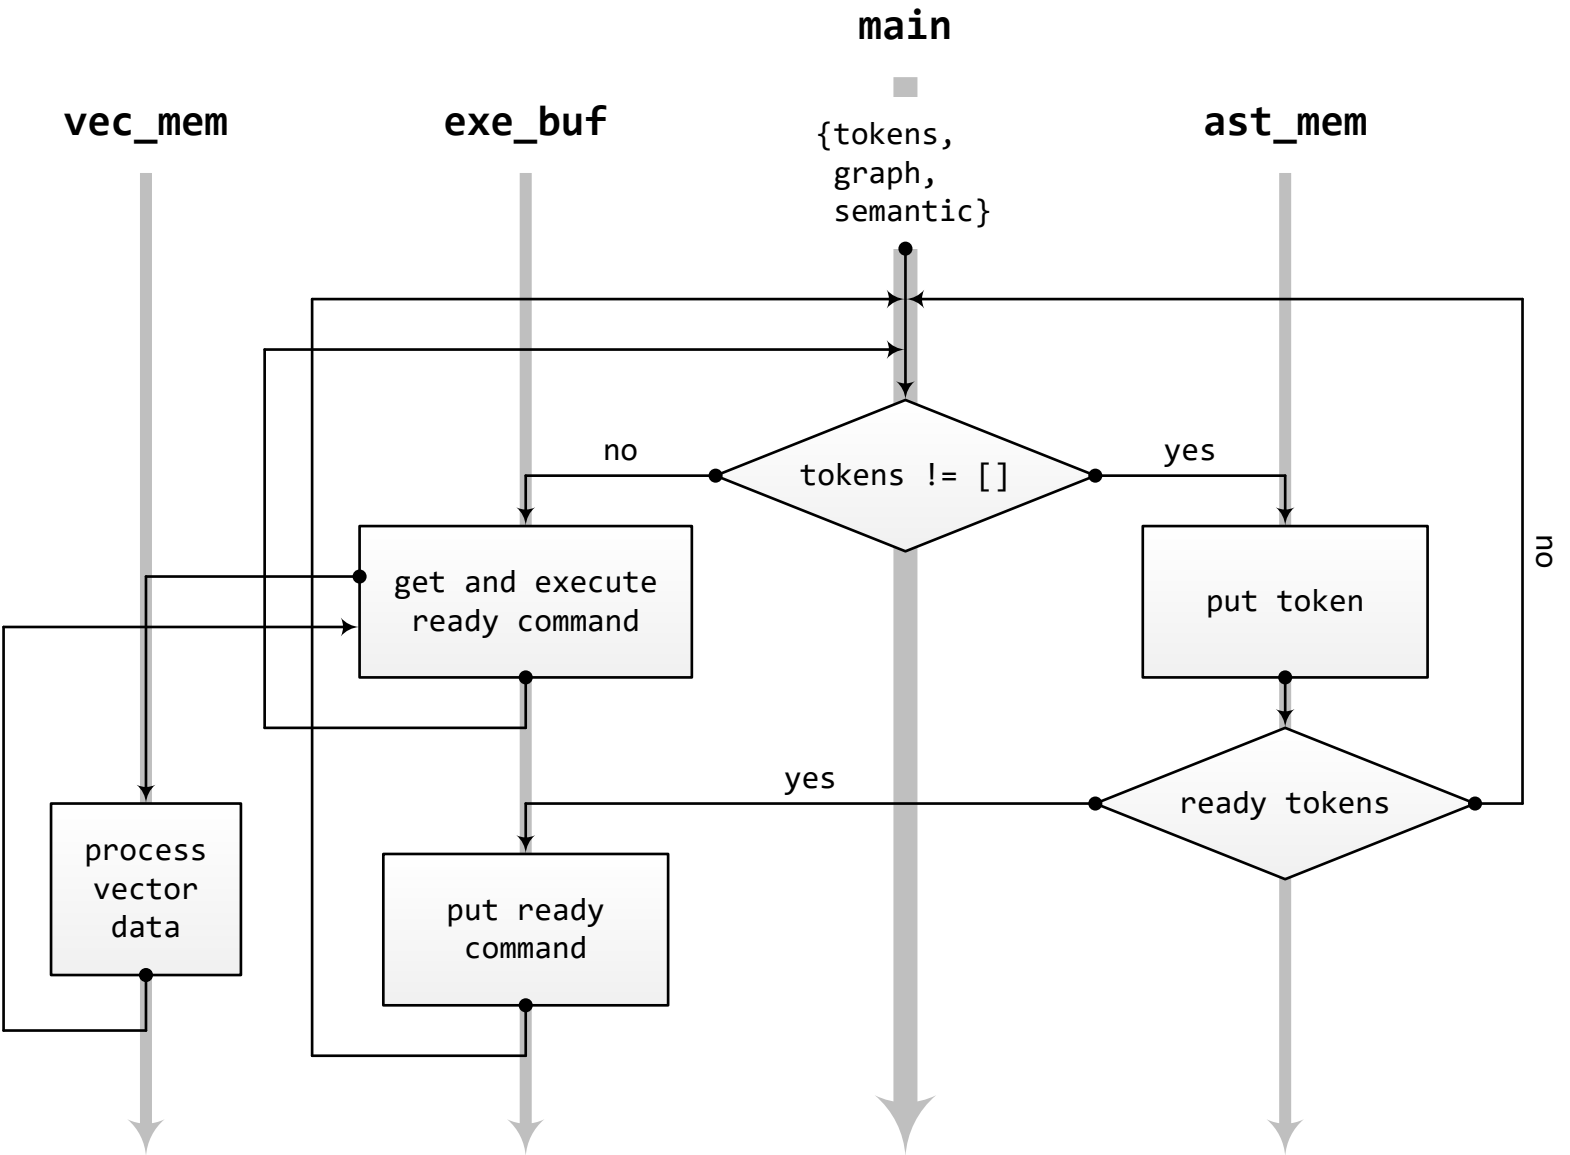 main
vec_mem
exe_buf
ast_mem
{tokens,
graph,
semantic}
no
tokens != []
yes
get and execute
ready command
put token
no
yes
ready tokens
process
vector
data
put ready
command